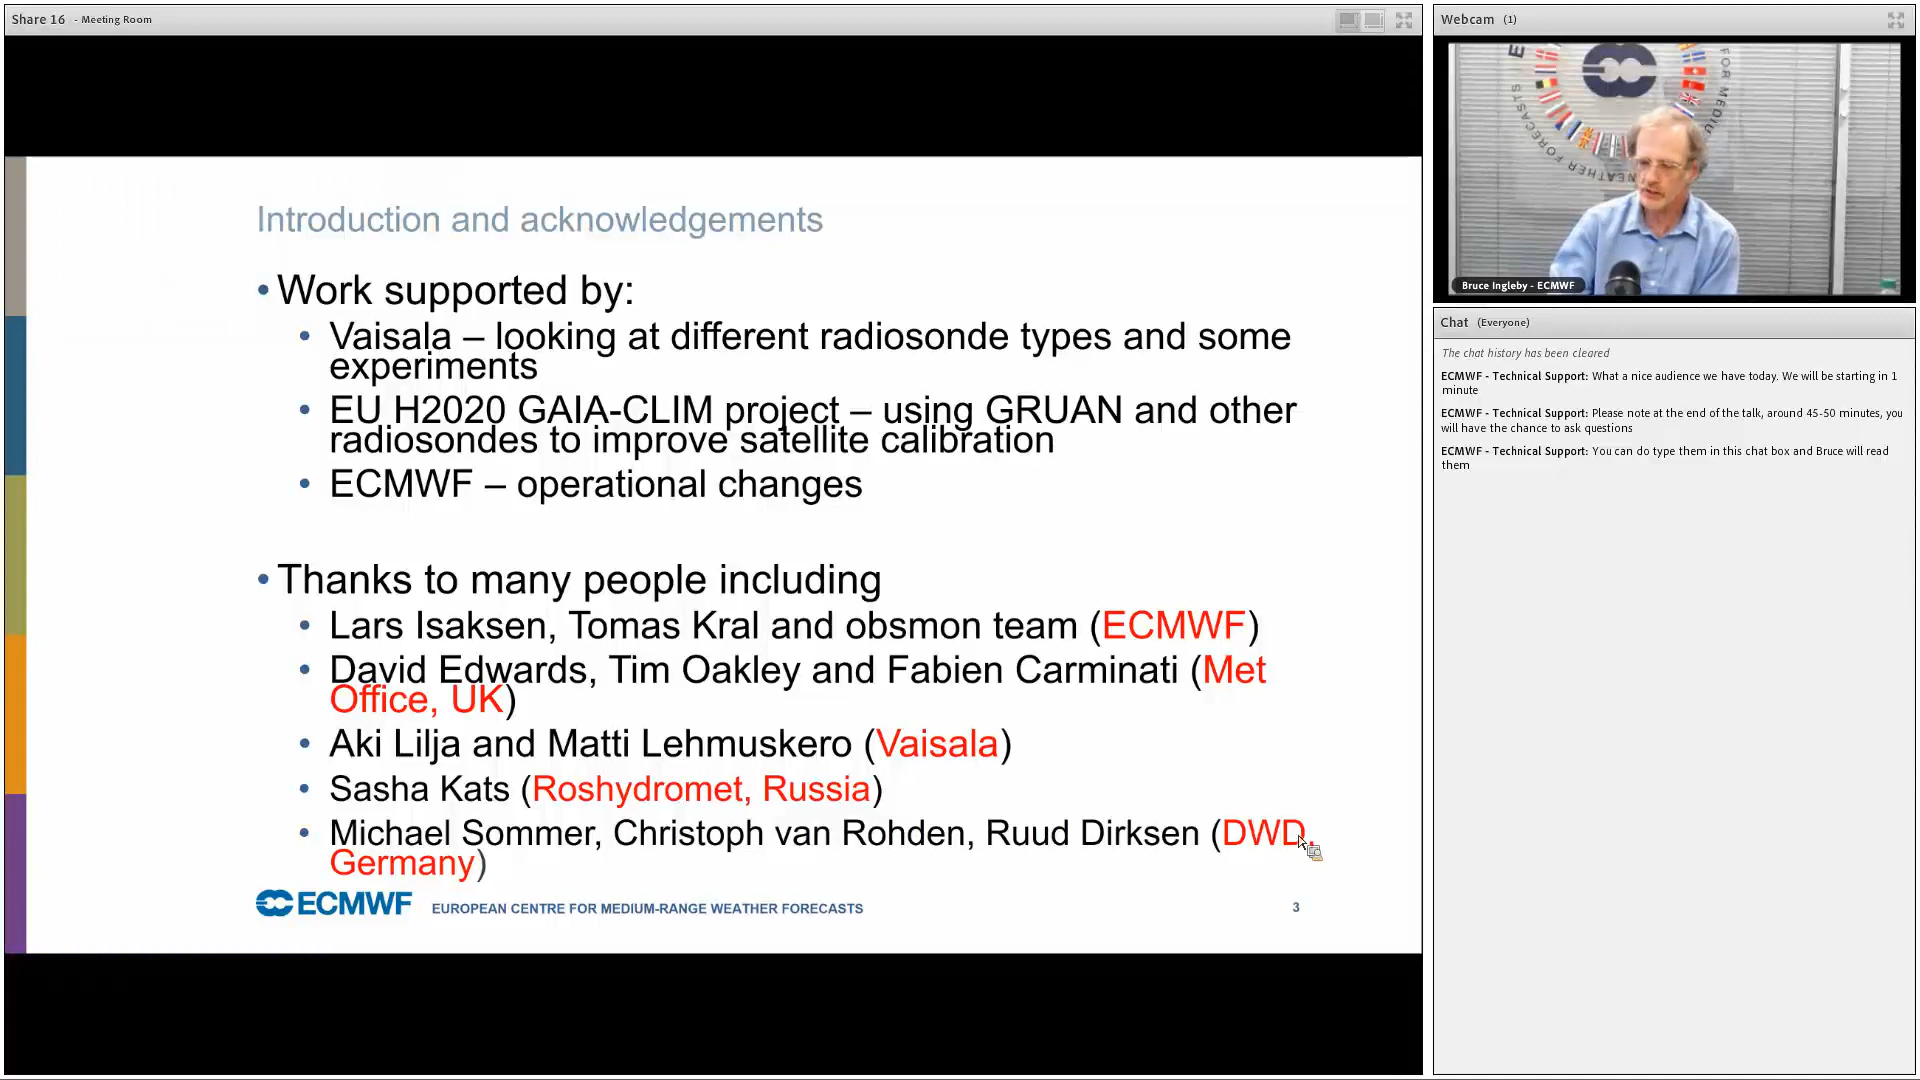 Share 16 - Meeting Room
Introduction and acknowledgements
• Work supported by:
• Vaisala – looking at different radiosonde types and some
experiments
• EU H2020 GAIA-CLIM project – using GRUAN and other
radiosondes to improve satellite calibration
• ECMWF – operational changes
• Thanks to many people including
• Lars Isaksen, Tomas Kral and obsmon team (ECMWF)
• David Edwards, Tim Oakley and Fabien Carminati (Met
Office, UK)
• Aki Lilja and Matti Lehmuskero (Vaisala)
• Sasha Kats (Roshydromet, Russia)
• Michael Sommer, Christoph van Rohden, Ruud Dirksen (DWD,
Germany)
ECMWF EUROPEAN CENTRE FOR MEDIUM-RANGE WEATHER FORECASTS 3
Webcam (1)
FOR MEDIU
WEATHER FORECASTS
Bruce Ingleby - ECMWF
Chat (Everyone)
The chat history has been cleared
ECMWF - Technical Support: What a nice audience we have today. We will be starting in 1
minute
ECMWF - Technical Support: Please note at the end of the talk, around 45-50 minutes, you
will have the chance to ask questions
ECMWF - Technical Support: You can do type them in this chat box and Bruce will read
them